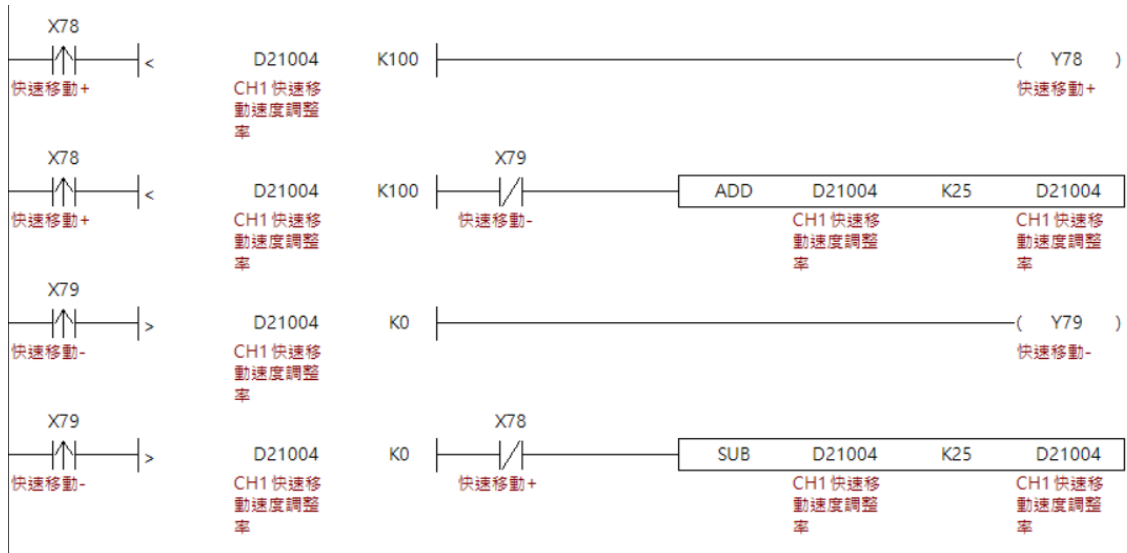 X78
< D21004 K100 ( Y78 )
快速移動+ CH1快速移 快速移動+
動速度調整
率
X78 X79
< D21004 K100 ADD D21004 K25 D21004
快速移動+ CH1快速移 快速移動- CH1快速移 CH1快速移
動速度調整 動速度調整 動速度調整
率 率 率
X79
> D21004 K0 ( Y79 )
快速移動- CH1快速移 快速移動-
動速度調整
率
X79 X78
> D21004 K0 SUB D21004 K25 D21004
快速移動- CH1快速移 快速移動+ CH1快速移 CH1快速移
動速度調整 動速度調整 動速度調整
率 率 率